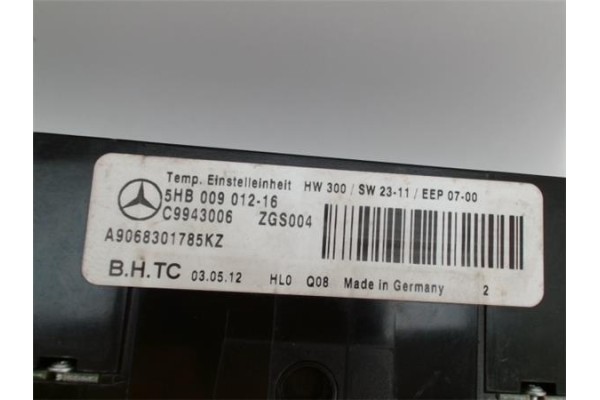 Temp. Einstelleinheit HW 300 / SW 23-11 / EEP 07-00
5HB 009 012-16
C9943006 ZGS004
A9068301785KZ
B.H.TC 03.05.12 HL0 Q08 Made in Germany 2